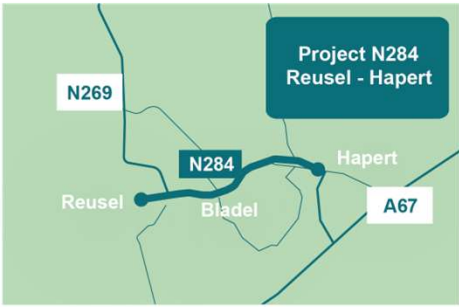 Project N284
Reusel - Hapert
N269
N284
Hapert
Reusel
Bladel
A67